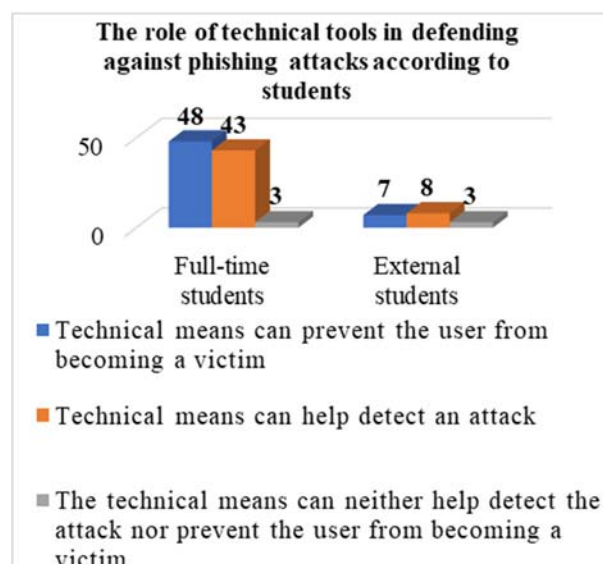 The role of technical tools in defending
against phishing attacks according to
students
48 43
3
7 8 3
50
0
Full-time
students
External
students
Technical means can prevent the user from
becoming a victim
Technical means can help detect an attack
The technical means can neither help detect the
attack nor prevent the user from becoming a
victim